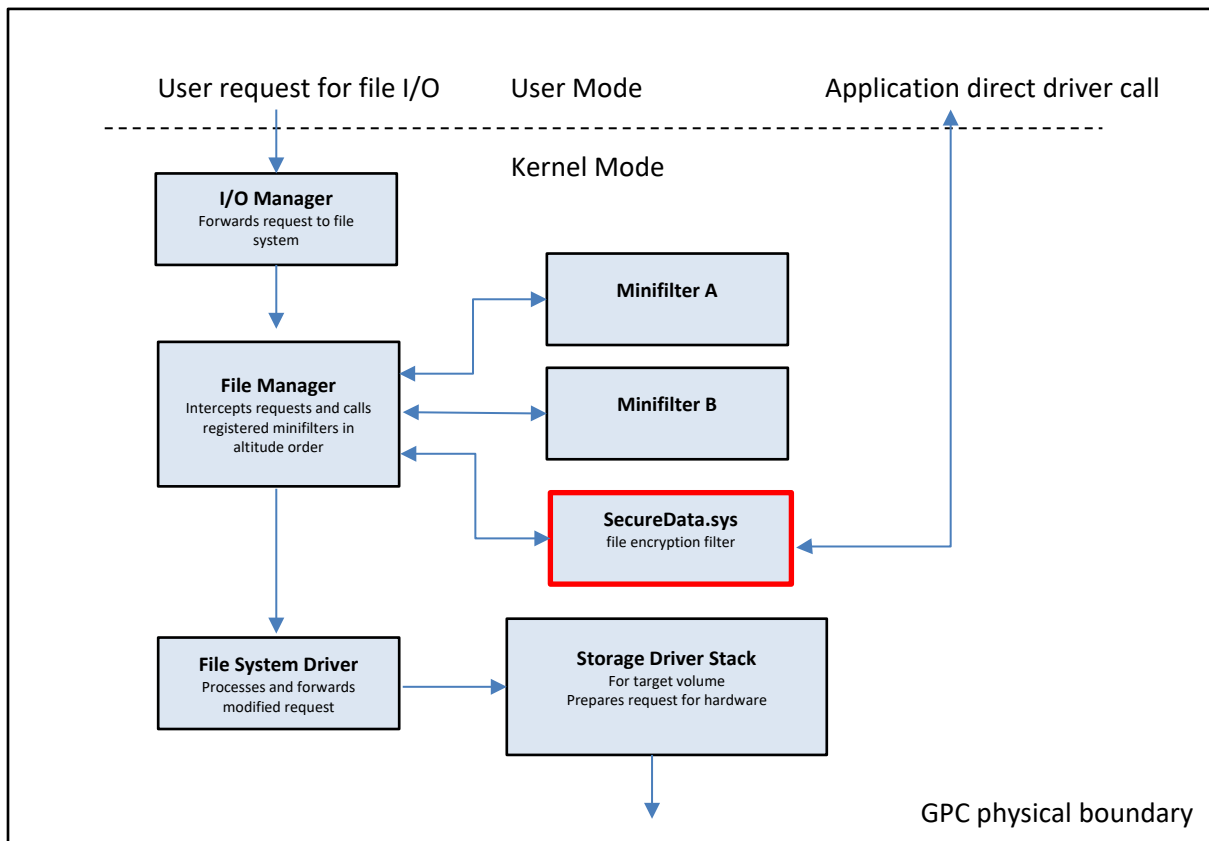 User request for file I/O
User Mode
Application direct driver call
Kernel Mode
I/O Manager
Forwards request to file
system
Minifilter A
File Manager
Intercepts requests and calls
registered minifilters in
altitude order
Minifilter B
SecureData.sys
file encryption filter
File System Driver
Processes and forwards
modified request
Storage Driver Stack
For target volume
Prepares request for hardware
GPC physical boundary